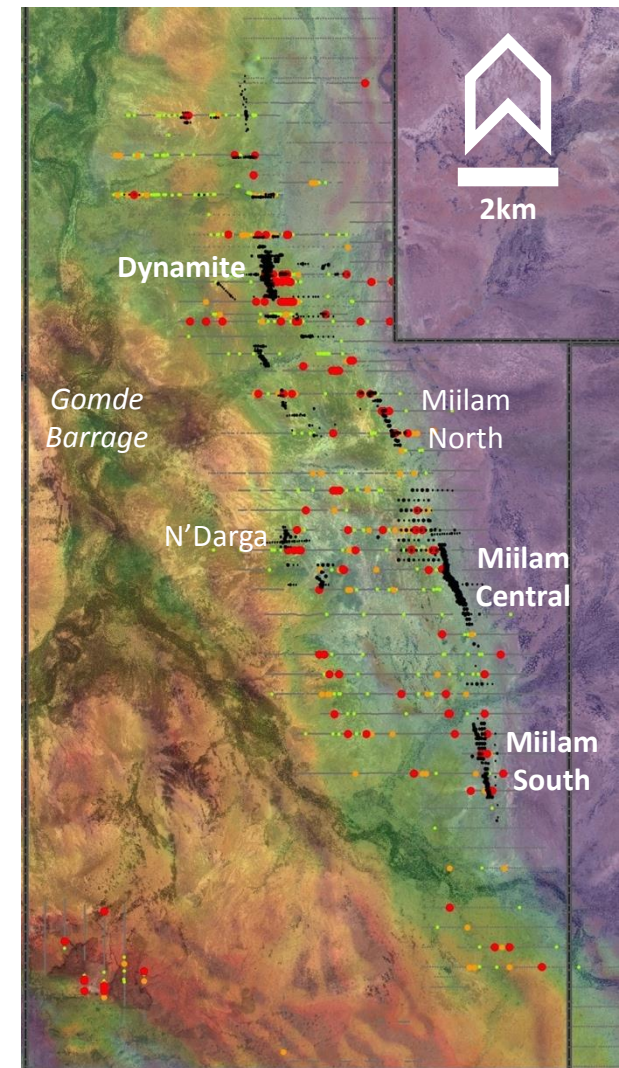 2km
Dynamite
Gomde
Barrage
Miilam
North
N'Darga
Miilam
Central
Miilam
South